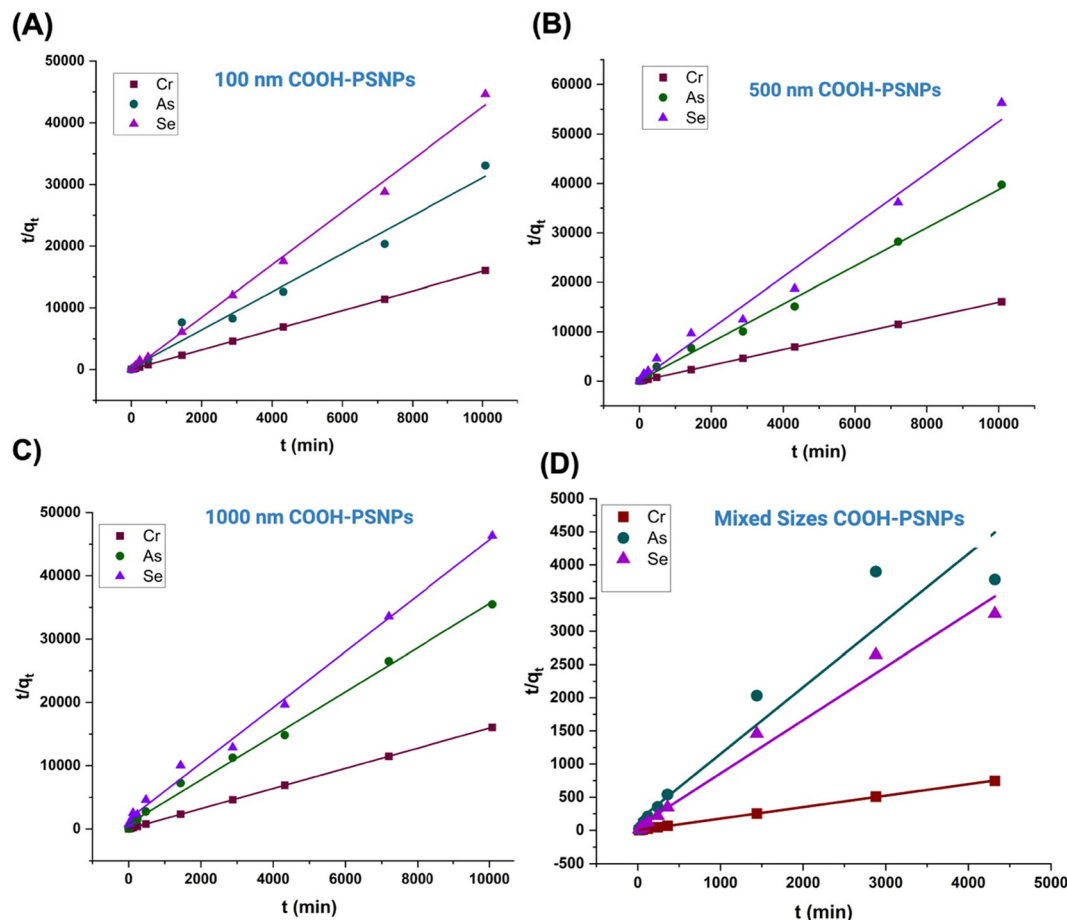 (A)
100 nm COOH-PSNPs
Cr
As
Se
50000
40000
30000
20000
10000
0
t/qt
0 2000 4000 6000 8000 10000
t (min)
(B)
500 nm COOH-PSNPs
Cr
As
Se
60000
50000
40000
30000
20000
10000
0
t/qt
0 2000 4000 6000 8000 10000
t (min)
C)
1000 nm COOH-PSNPs
Cr
As
Se
50000
40000
30000
20000
10000
0
t/qt
0 2000 4000 6000 8000 10000
t (min)
(D)
Mixed Sizes COOH-PSNPs
Cr
As
Se
5000
4500
4000
3500
3000
2500
2000
1500
1000
500
0
-500
t/qt
0 1000 2000 3000 4000 5000
t (min)